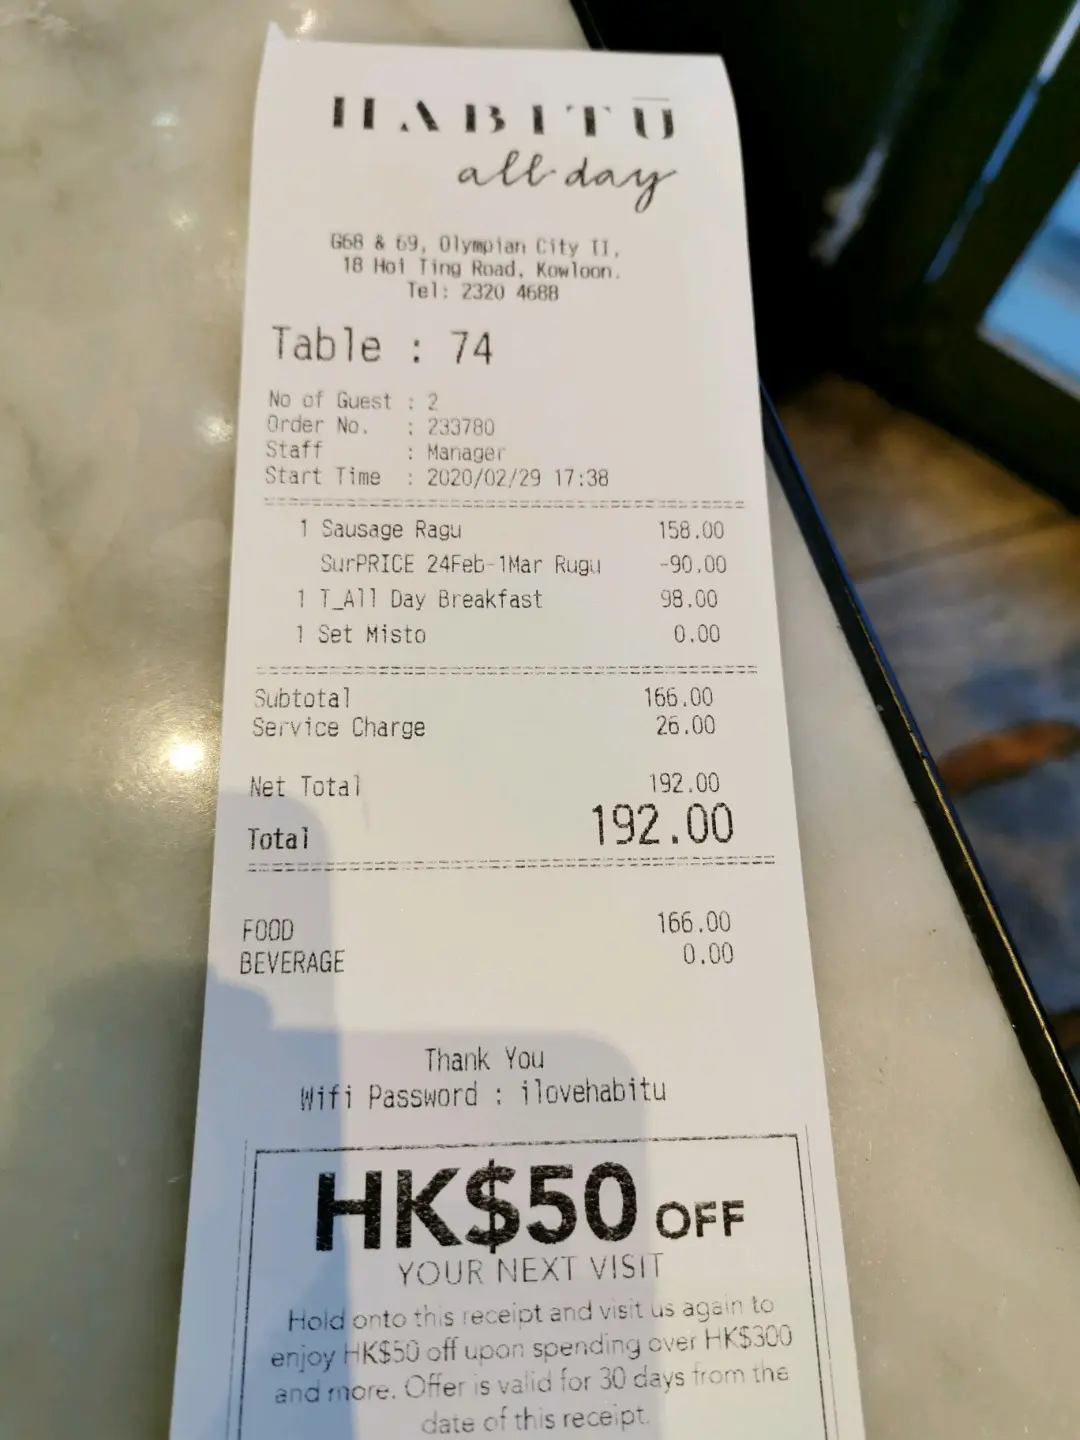 HABITŪ
all day
G68 & 69, Olympian City II,
18 Hoi Ting Road, Kowloon.
Tel: 2320 4688
Table : 74
No of Guest : 2
Order No. : 233780
Staff : Manager
Start Time : 2020/02/29 17:38
1 Sausage Ragu 158.00
SurPRICE 24Feb-1Mar Rugu -90.00
1 T_All Day Breakfast 98.00
1 Set Misto 0.00
Subtotal 166.00
Service Charge 26.00
Net Total 192.00
Total 192.00
FOOD 166.00
BEVERAGE 0.00
Thank You
Wifi Password : ilovehabitu
HK$50 OFF
YOUR NEXT VISIT
Hold onto this receipt and visit us again to
enjoy HK$50 off upon spending over HK$300
and more. Offer is valid for 30 days from the
date of this receipt.